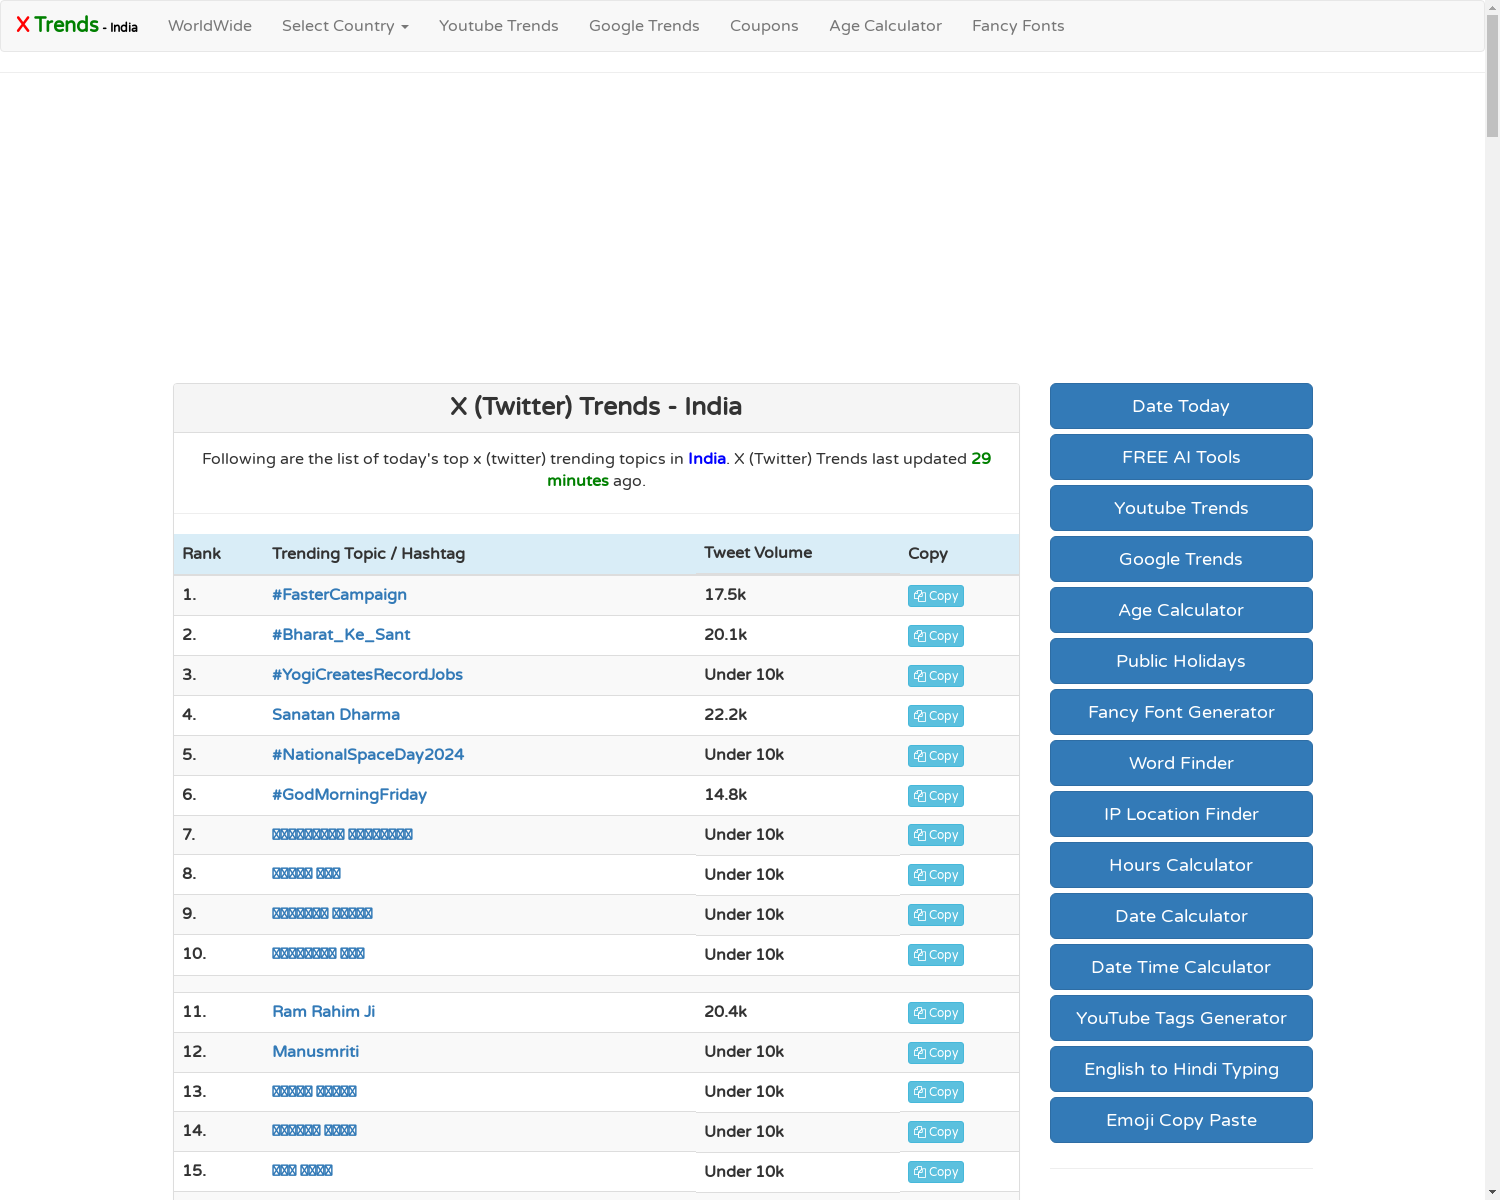 X Trends - India
WorldWide
Select Country
Youtube Trends
Google Trends
Coupons
Age Calculator
Fancy Fonts
X (Twitter) Trends - India
Following are the list of today's top x (twitter) trending topics in India. X (Twitter) Trends last updated 29
minutes ago.
Rank Trending Topic / Hashtag Tweet Volume Copy
1. #FasterCampaign 17.5k Copy
2. #Bharat_Ke_Sant 20.1k Copy
3. #YogiCreatesRecordJobs Under 10k Copy
4. Sanatan Dharma 22.2k Copy
5. #NationalSpaceDay2024 Under 10k Copy
6. #GodMorningFriday 14.8k Copy
7. Under 10k Copy
8. Under 10k Copy
9. Under 10k Copy
10. Under 10k Copy
11. Ram Rahim Ji 20.4k Copy
12. Manusmriti Under 10k Copy
13. Under 10k Copy
14. Under 10k Copy
15. Under 10k Copy
Date Today
FREE AI Tools
Youtube Trends
Google Trends
Age Calculator
Public Holidays
Fancy Font Generator
Word Finder
IP Location Finder
Hours Calculator
Date Calculator
Date Time Calculator
YouTube Tags Generator
English to Hindi Typing
Emoji Copy Paste